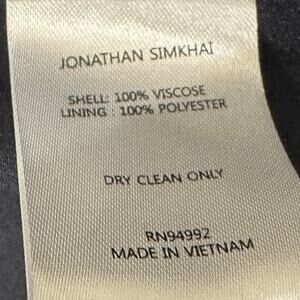 JONATHAN SIMKHAI
SHELL: 100% VISCOSE
LINING : 100% POLYESTER
DRY CLEAN ONLY
RN94992
MADE IN VIETNAM